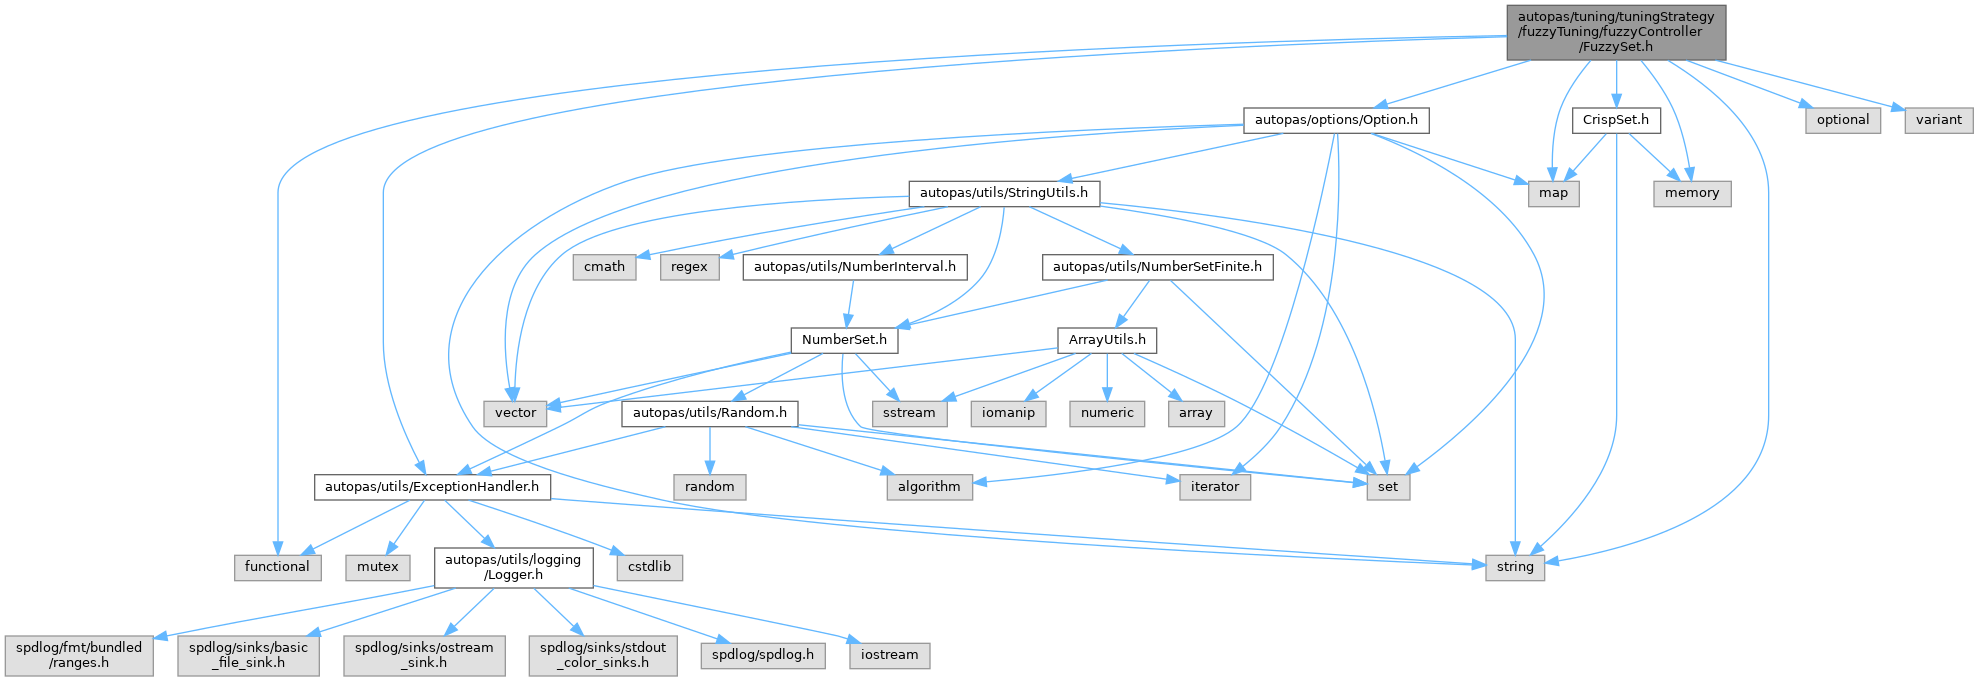 autopas/tuning/tuningStrategy
/fuzzyTuning/fuzzyController
/FuzzySet.h
autopas/options/Option.h
CrispSet.h
optional
variant
autopas/utils/StringUtils.h
map
memory
cmath
regex
autopas/utils/NumberInterval.h
autopas/utils/NumberSetFinite.h
NumberSet.h
ArrayUtils.h
vector
autopas/utils/Random.h
sstream
iomanip
numeric
array
autopas/utils/ExceptionHandler.h
random
algorithm
iterator
set
functional
mutex
autopas/utils/logging
/Logger.h
cstdlib
string
spdlog/fmt/bundled
/ranges.h
spdlog/sinks/basic
_file_sink.h
spdlog/sinks/ostream
_sink.h
spdlog/sinks/stdout
_color_sinks.h
spdlog/spdlog.h
iostream